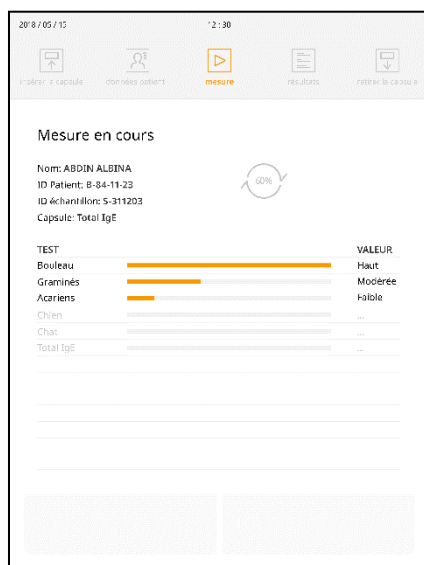 2018 / 05 / 15 12 : 30
insérer la capsule données patient mesure résultats retirer la capsule
Mesure en cours
Nom: ABDIN ALBINA
ID Patient: B-84-11-23
ID échantillon: S-311203
Capsule: Total IgE
60%
TEST VALEUR
Bouleau Haut
Graminés Modérée
Acariens Faible
Chien ...
Chat ...
Total IgE ...